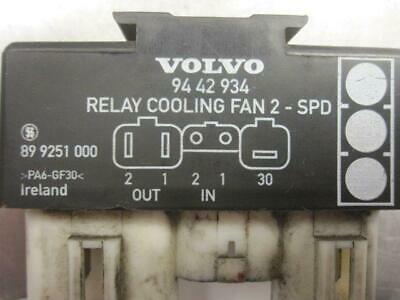 VOLVO
94 42 934
RELAY COOLING FAN 2 - SPD
89 9251 000
>PA6-GF30<
Ireland
2 1 2 1 30
OUT IN